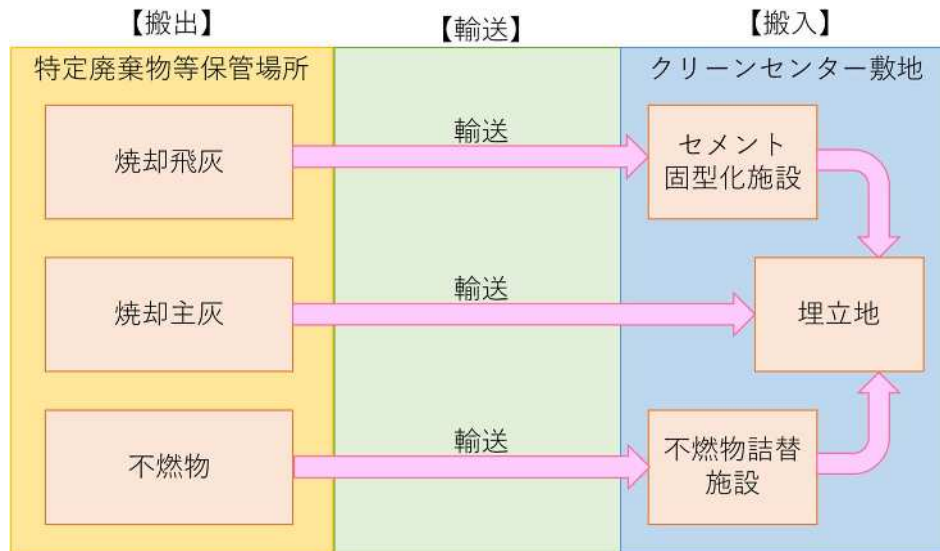 【搬出】
【輸送】
【搬入】
特定廃棄物等保管場所
クリーンセンター敷地
焼却飛灰
輸送
セメント
固型化施設
焼却主灰
輸送
埋立地
不燃物
輸送
不燃物詰替
施設